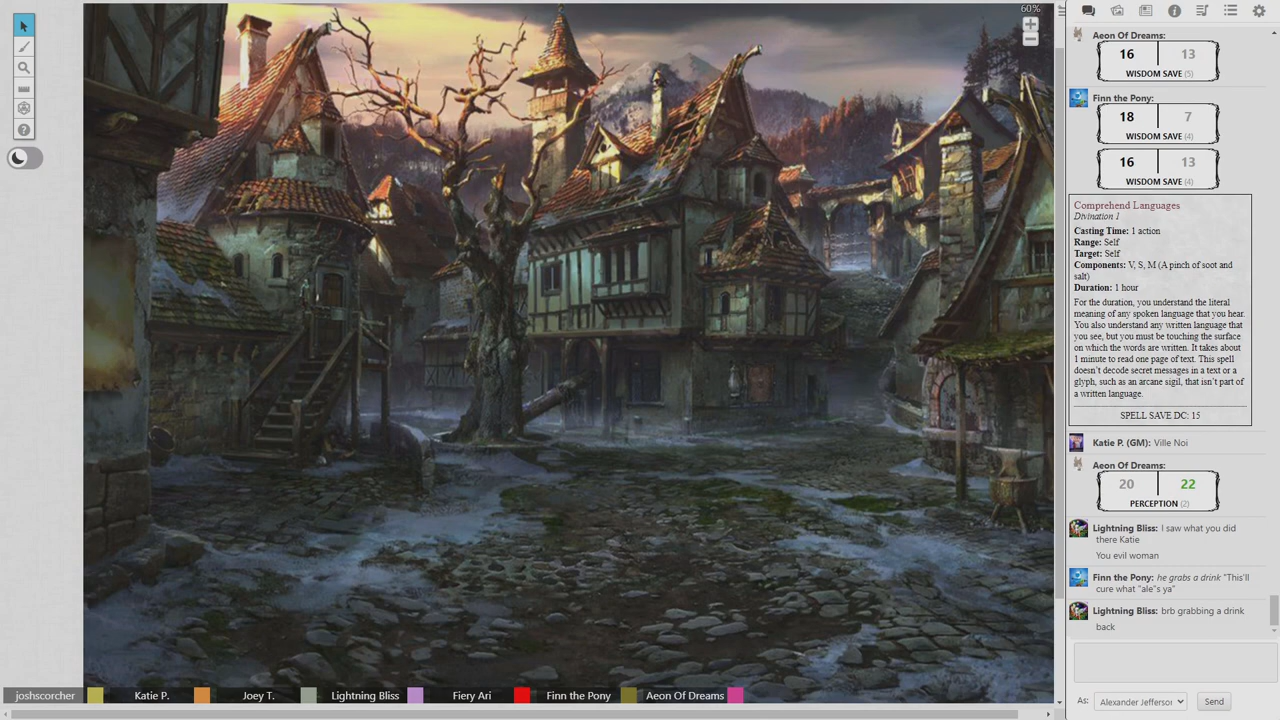 60%
Aeon Of Dreams:
16 13
WISDOM SAVE (5)
Finn the Pony:
18 7
WISDOM SAVE (4)
16 13
WISDOM SAVE (4)
Comprehend Languages
Divination 1
Casting Time: 1 action
Range: Self
Target: Self
Components: V, S, M (A pinch of soot and
salt)
Duration: 1 hour
For the duration, you understand the literal
meaning of any spoken language that you hear.
You also understand any written language that
you see, but you must be touching the surface
on which the words are written. It takes about
1 minute to read one page of text. This spell
doesn't decode secret messages in a text or a
glyph, such as an arcane sigil, that isn't part of
a written language.
SPELL SAVE DC: 15
Katie P. (GM): Ville Noi
Aeon Of Dreams:
20 22
PERCEPTION (2)
Lightning Bliss: I saw what you did
there Katie
You evil woman
Finn the Pony: he grabs a drink "This'll
cure what "ale"s ya"
Lightning Bliss: brb grabbing a drink
back
As: Alexander Jefferson Send
joshscorcher Katie P. Joey T. Lightning Bliss Fiery Ari Finn the Pony Aeon Of Dreams